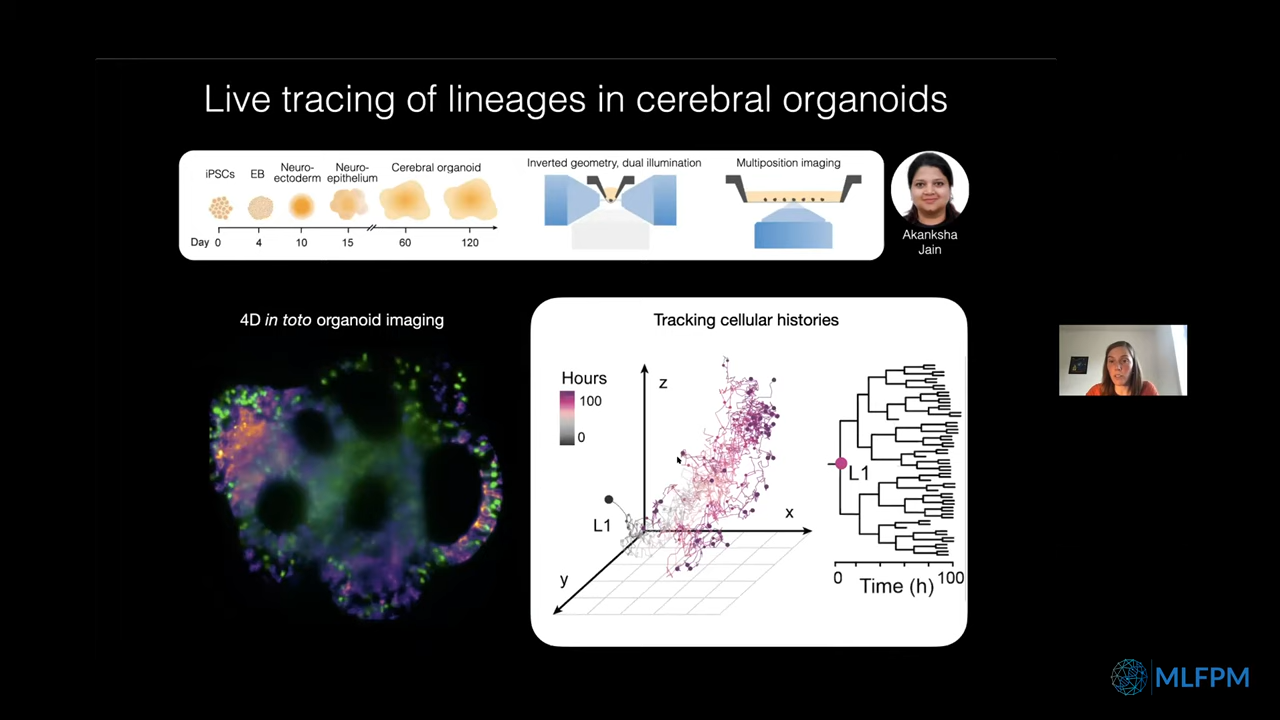 Live tracing of lineages in cerebral organoids
iPSCs
EB
Neuro-
ectoderm
Neuro-
epithelium
Cerebral organoid
Day
0
4
10
15
60
120
Inverted geometry, dual illumination
Multiposition imaging
Akanksha
Jain
4D in toto organoid imaging
Tracking cellular histories
Hours
100
0
z
x
y
L1
L1
0
100
Time (h)
MLFPM